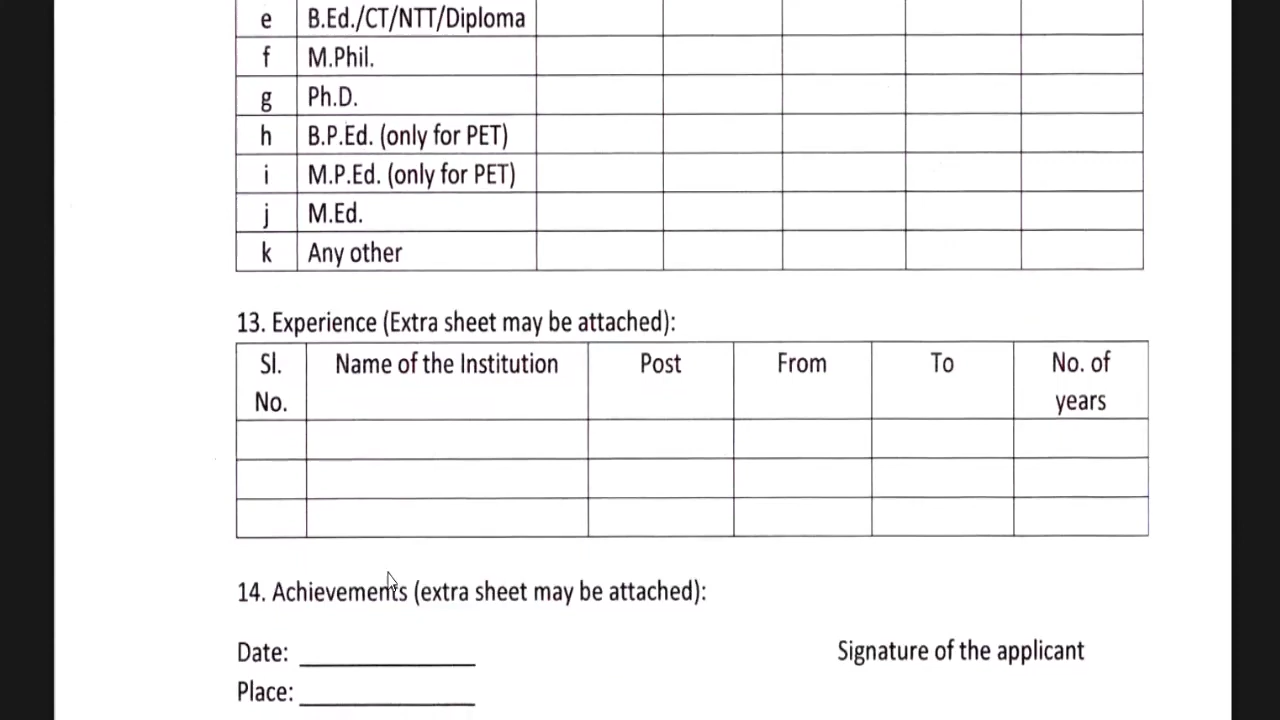 e B.Ed./CT/NTT/Diploma
f M.Phil.
g Ph.D.
h B.P.Ed. (only for PET)
i M.P.Ed. (only for PET)
j M.Ed.
k Any other
13. Experience (Extra sheet may be attached):
Sl. No. Name of the Institution Post From To No. of years
14. Achievements (extra sheet may be attached):
Date: Signature of the applicant
Place: